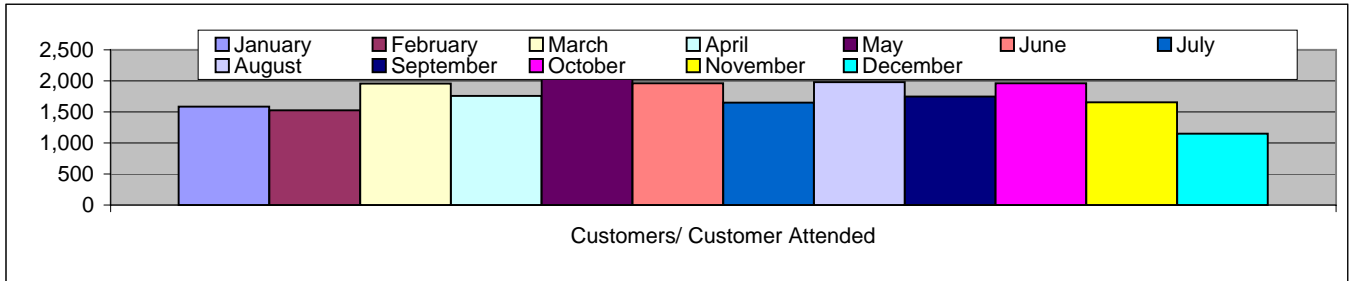 January February March April May June July
August September October November December
2,500
2,000
1,500
1,000
500
0
Customers/ Customer Attended